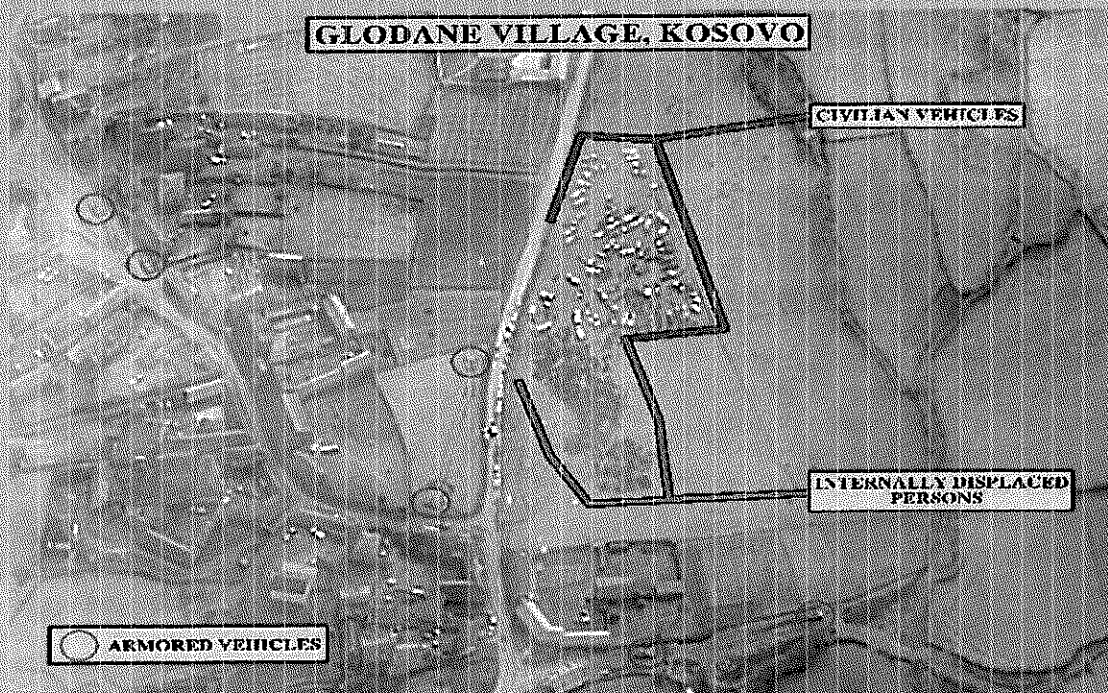 GLODANE VILLAGE, KOSOVO
CIVILIAN VEHICLES
INTERNALLY DISPLACED
PERSONS
ARMORED VEHICLES